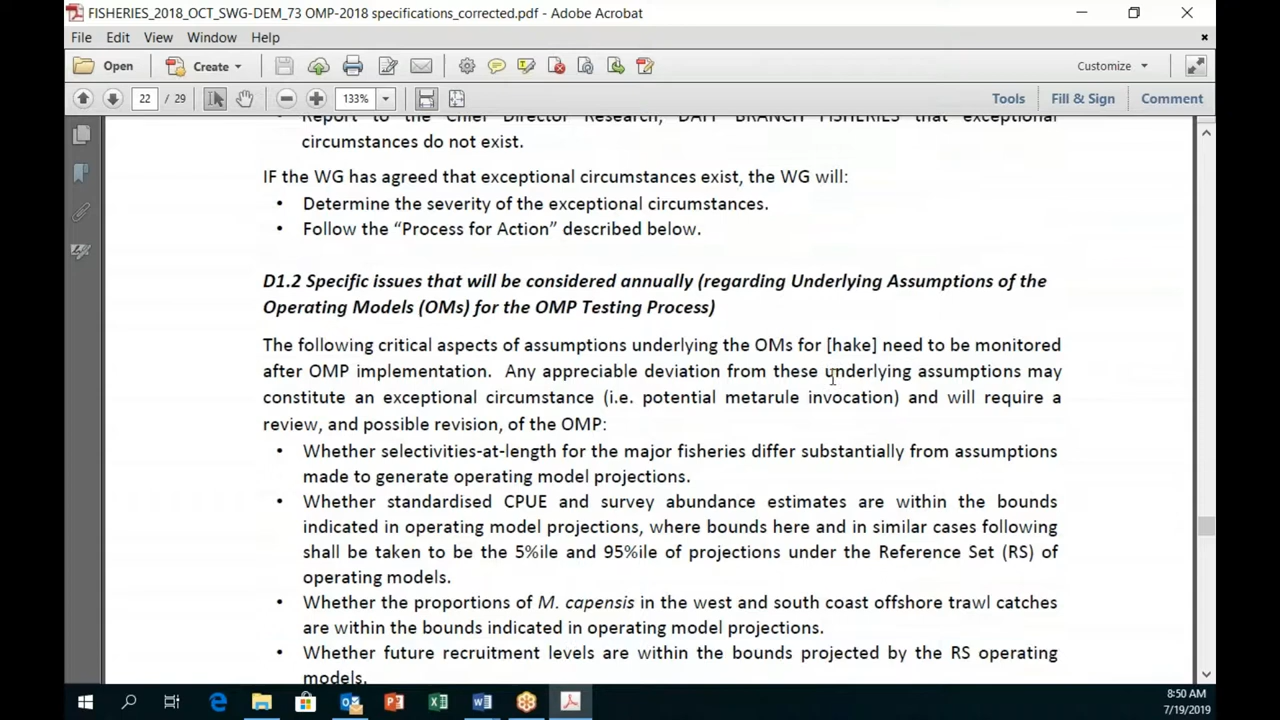 FISHERIES_2018_OCT_SWG-DEM_73 OMP-2018 specifications_corrected.pdf - Adobe Acrobat
File Edit View Window Help
Open Create Customize
22 / 29 133% Tools Fill & Sign Comment
Report to the Chief Director Research, DAFF BRANCH FISHERIES that exceptional
circumstances do not exist.
IF the WG has agreed that exceptional circumstances exist, the WG will:
• Determine the severity of the exceptional circumstances.
• Follow the “Process for Action” described below.
D1.2 Specific issues that will be considered annually (regarding Underlying Assumptions of the
Operating Models (OMs) for the OMP Testing Process)
The following critical aspects of assumptions underlying the OMs for [hake] need to be monitored
after OMP implementation. Any appreciable deviation from these underlying assumptions may
constitute an exceptional circumstance (i.e. potential metarule invocation) and will require a
review, and possible revision, of the OMP:
• Whether selectivities-at-length for the major fisheries differ substantially from assumptions
made to generate operating model projections.
• Whether standardised CPUE and survey abundance estimates are within the bounds
indicated in operating model projections, where bounds here and in similar cases following
shall be taken to be the 5%ile and 95%ile of projections under the Reference Set (RS) of
operating models.
• Whether the proportions of M. capensis in the west and south coast offshore trawl catches
are within the bounds indicated in operating model projections.
• Whether future recruitment levels are within the bounds projected by the RS operating
models.
8:50 AM
7/19/2019